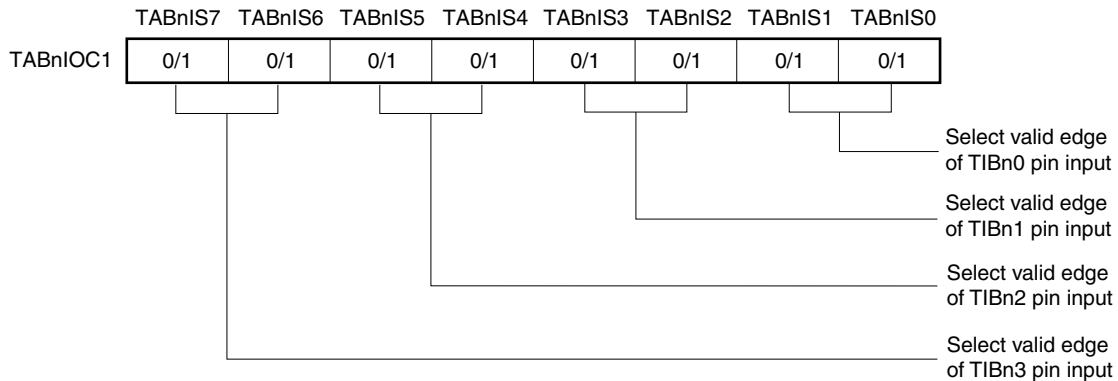 TABnIS7 TABnIS6 TABnIS5 TABnIS4 TABnIS3 TABnIS2 TABnIS1 TABnIS0
TABnIOC1 0/1 0/1 0/1 0/1 0/1 0/1 0/1 0/1
Select valid edge
of TIBn0 pin input
Select valid edge
of TIBn1 pin input
Select valid edge
of TIBn2 pin input
Select valid edge
of TIBn3 pin input